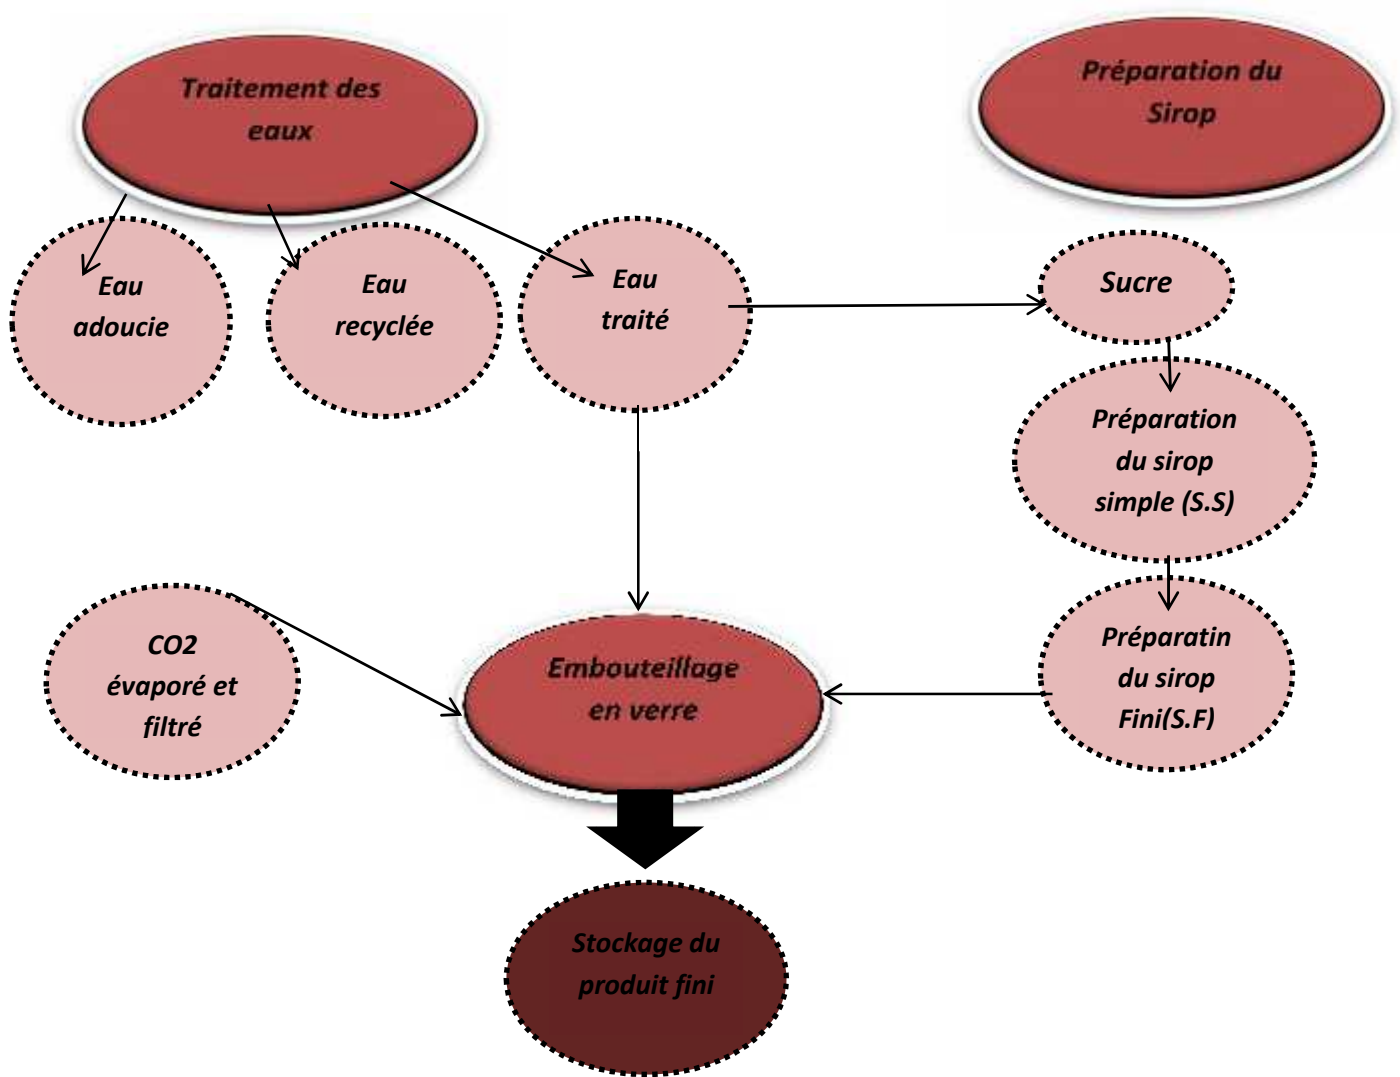 Traitement des
eaux
Préparation du
Sirop
Eau
adoucie
Eau
recyclée
Eau
traité
Sucre
Préparation
du sirop
simple (S.S)
CO2
évaporé et
filtré
Embouteillage
en verre
Préparatin
du sirop
Fini(S.F)
Stockage du
produit fini